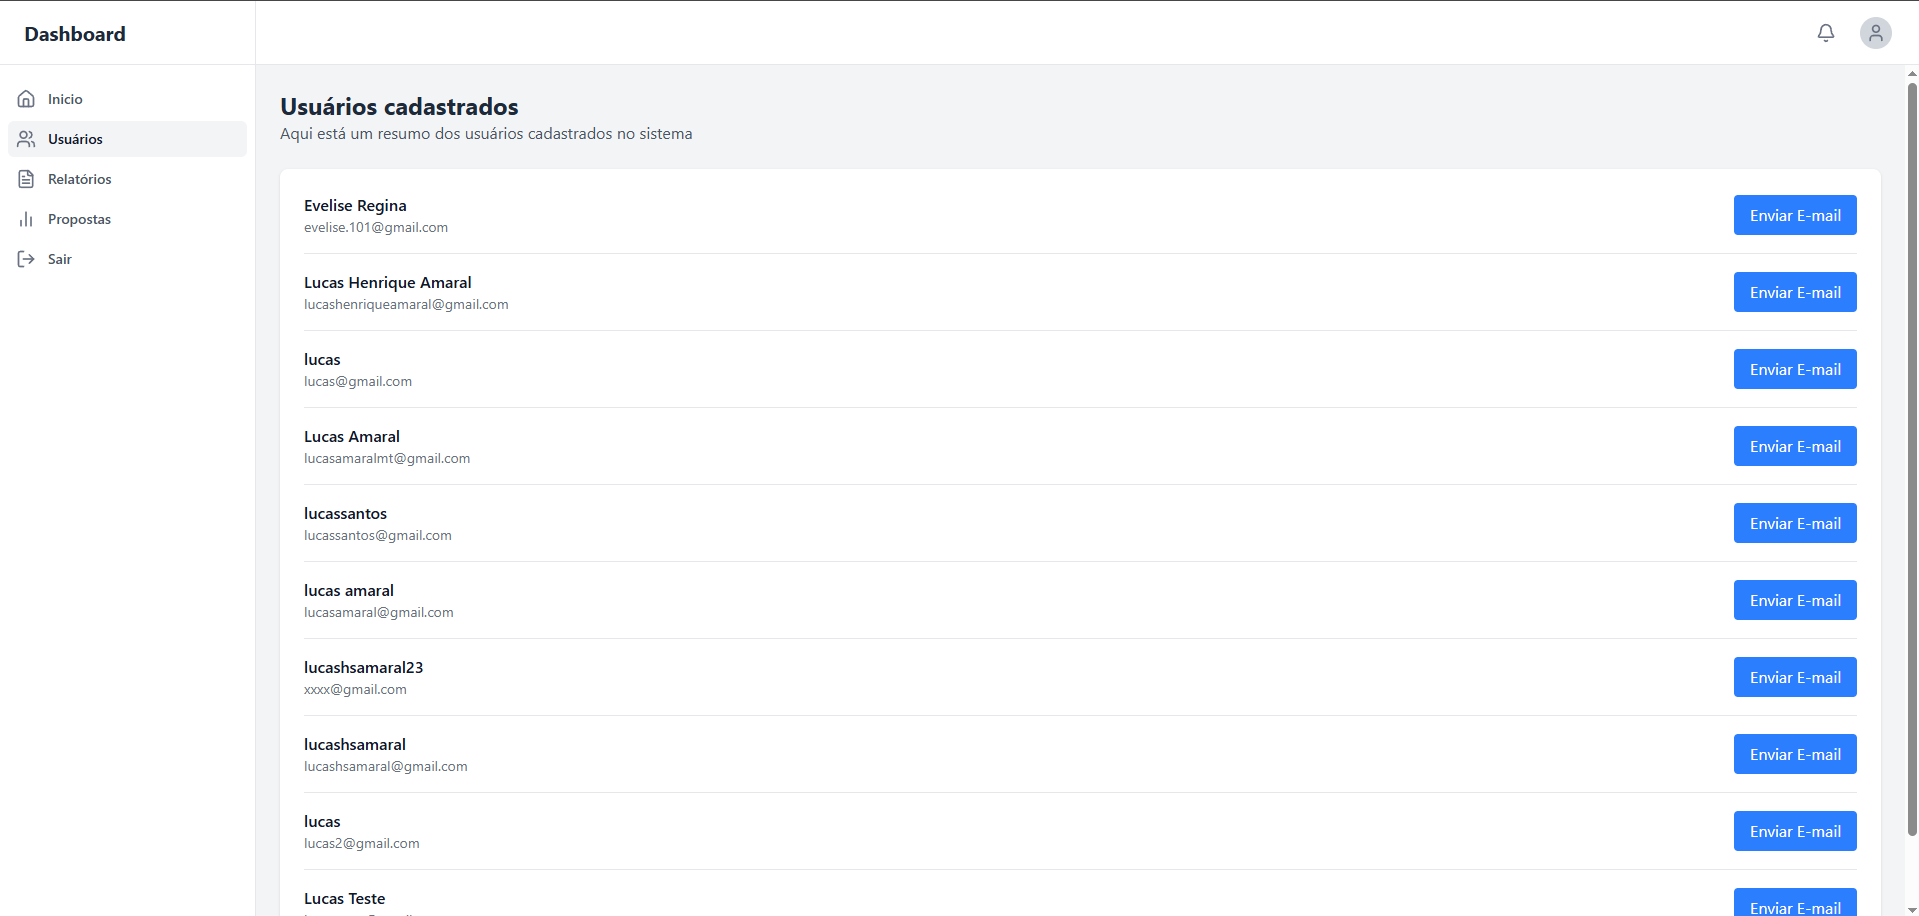 Dashboard
Inicio
Usuários
Relatórios
Propostas
Sair
Usuários cadastrados
Aqui está um resumo dos usuários cadastrados no sistema
Evelise Regina
evelise.101@gmail.com
Enviar E-mail
Lucas Henrique Amaral
lucashenriqueamaral@gmail.com
Enviar E-mail
lucas
lucas@gmail.com
Enviar E-mail
Lucas Amaral
lucasamaralmt@gmail.com
Enviar E-mail
lucassantos
lucassantos@gmail.com
Enviar E-mail
lucas amaral
lucasamaral@gmail.com
Enviar E-mail
lucashsamaral23
xxxx@gmail.com
Enviar E-mail
lucashsamaral
lucashsamaral@gmail.com
Enviar E-mail
lucas
lucas2@gmail.com
Enviar E-mail
Lucas Teste
Enviar E-mail